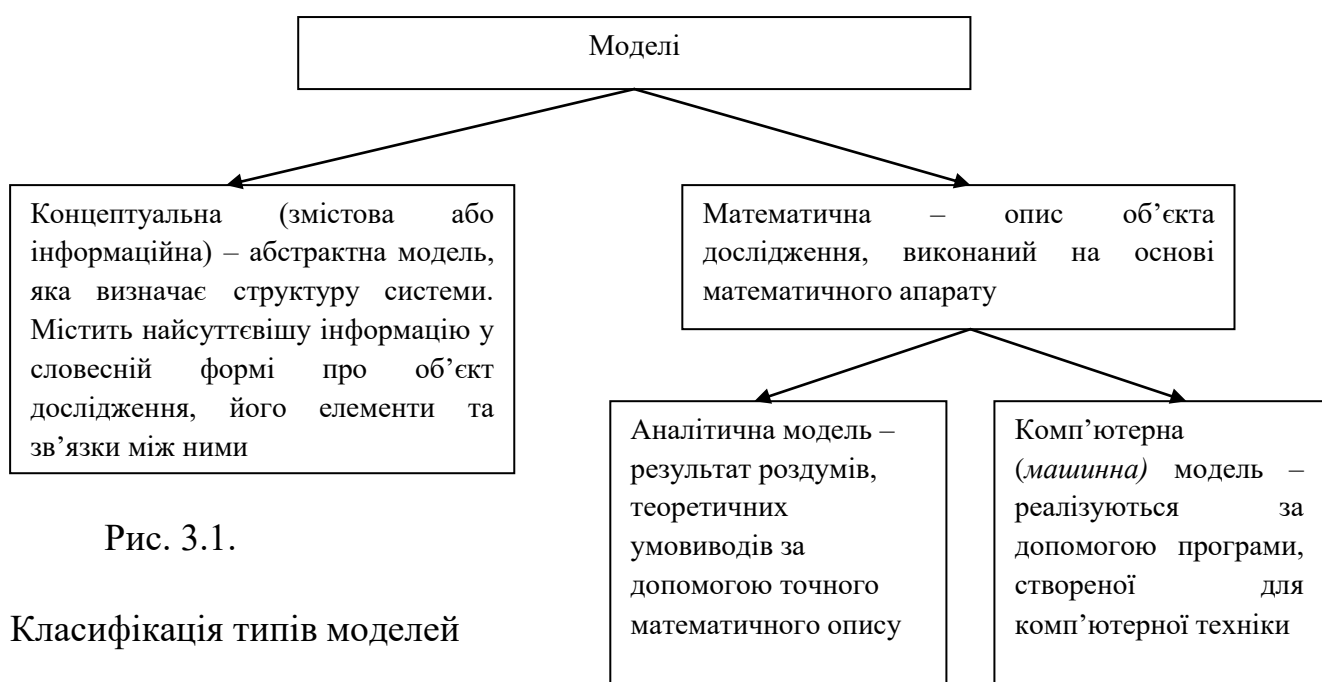 Моделі
Концептуальна (змістова або
інформаційна) – абстрактна модель,
яка визначає структуру системи.
Містить найсуттєвішу інформацію у
словесній формі про об’єкт
дослідження, його елементи та
зв’язки між ними
Математична – опис об’єкта
дослідження, виконаний на основі
математичного апарату
Аналітична модель –
результат роздумів,
теоретичних
умовиводів за
допомогою точного
математичного опису
Комп’ютерна
(машинна) модель –
реалізуються за
допомогою програми,
створеної для
комп’ютерної техніки
Рис. 3.1.
Класифікація типів моделей